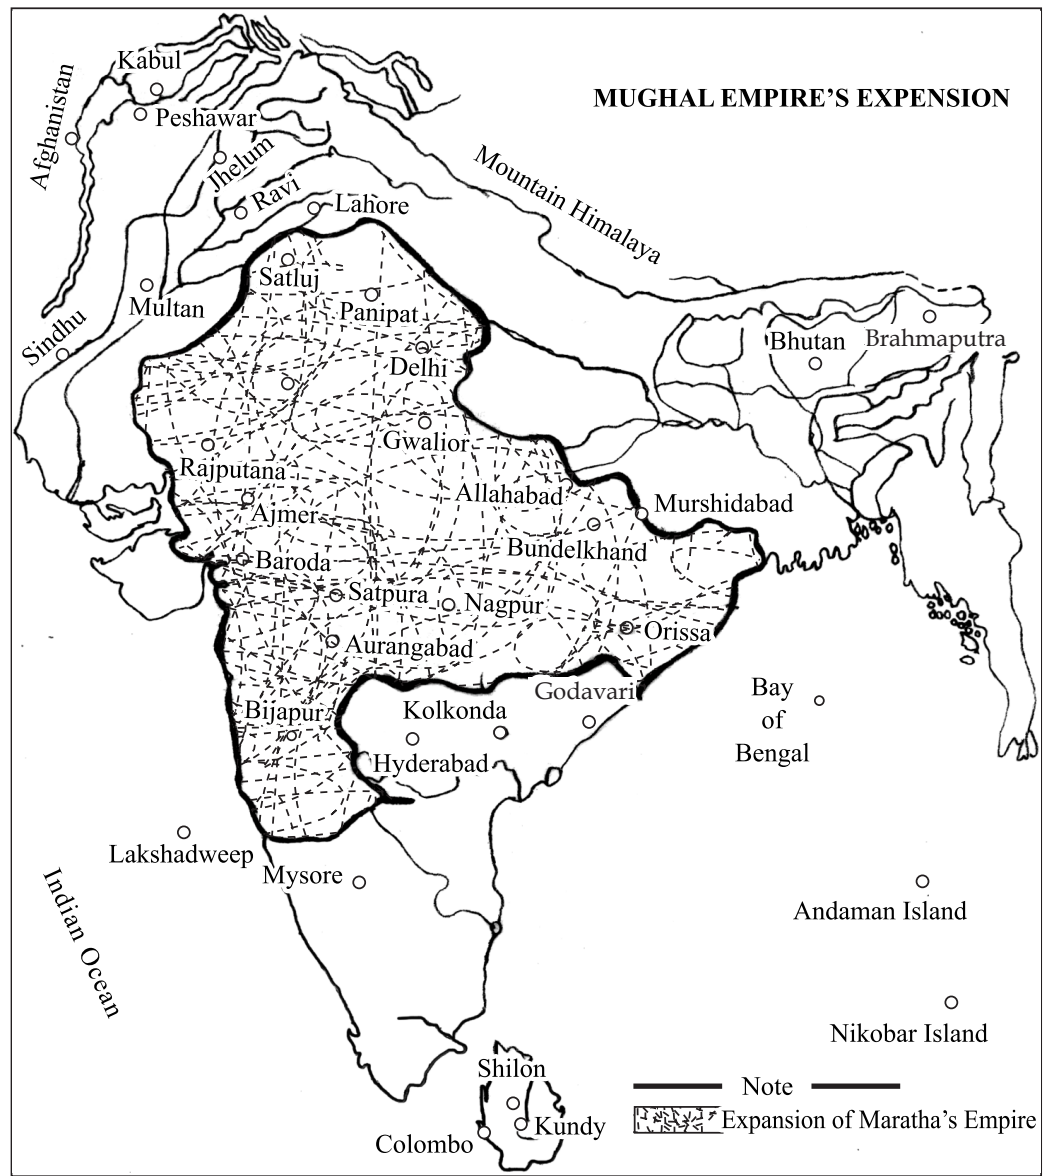 MUGHAL EMPIRE'S EXPENSION
Kabul
Afghanistan
Peshawar
Jhelum
Mountain Himalaya
Ravi
Lahore
Satluj
Multan
Panipat
Sindhu
Bhutan
Brahmaputra
Delhi
Gwalior
Rajputana
Allahabad
Murshidabad
Ajmer
Bundelkhand
Baroda
Satpura
Nagpur
Orissa
Aurangabad
Godavari
Bay
of
Bengal
Bijapur
Kolkonda
Hyderabad
Lakshadweep
Mysore
Indian Ocean
Andaman Island
Nikobar Island
Shilon
Note
Kundy
Expansion of Maratha's Empire
Colombo